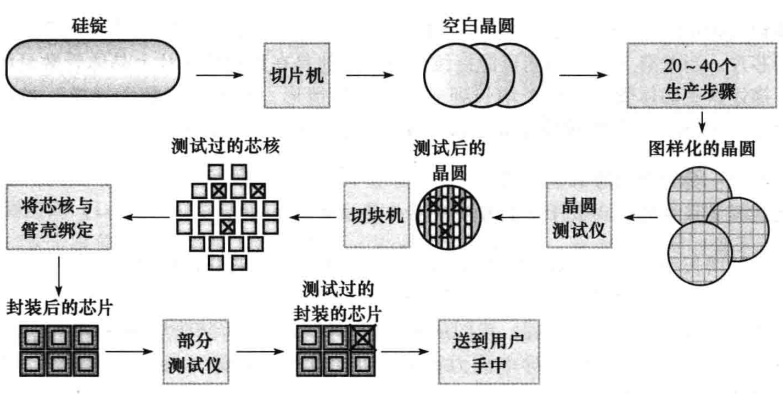 硅锭
切片机
空白晶圆
20～40个
生产步骤
图样化的晶圆
晶圆
测试仪
测试后的
晶圆
切块机
测试过的芯核
将芯核与
管壳绑定
封装后的芯片
部分
测试仪
测试过的
封装的芯片
送到用户
手中